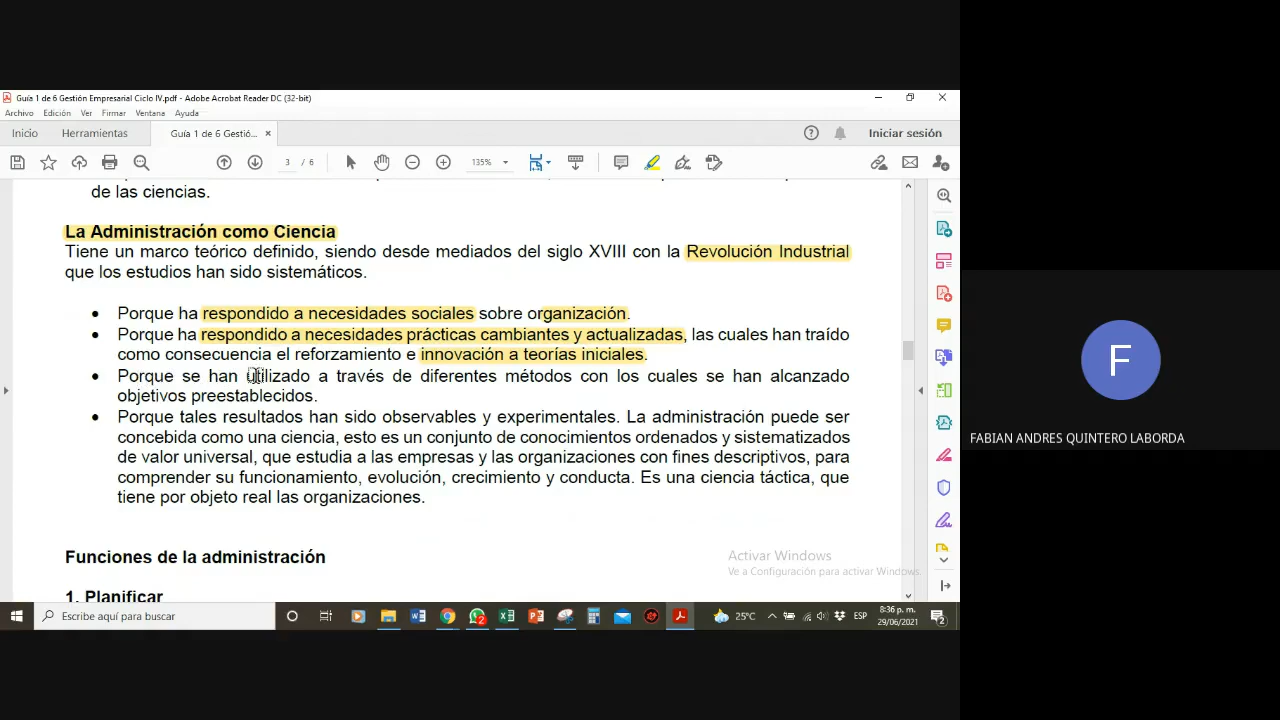 Guía 1 de 6 Gestión Empresarial Ciclo IV.pdf - Adobe Acrobat Reader DC (32-bit)
Archivo Edición Ver Firmar Ventana Ayuda
Inicio Herramientas Guía 1 de 6 Gestió... × Iniciar sesión
3 / 6 135%
de las ciencias.
La Administración como Ciencia
Tiene un marco teórico definido, siendo desde mediados del siglo XVIII con la Revolución Industrial
que los estudios han sido sistemáticos.
• Porque ha respondido a necesidades sociales sobre organización.
• Porque ha respondido a necesidades prácticas cambiantes y actualizadas, las cuales han traído
como consecuencia el reforzamiento e innovación a teorías iniciales.
• Porque se han utilizado a través de diferentes métodos con los cuales se han alcanzado
objetivos preestablecidos.
• Porque tales resultados han sido observables y experimentales. La administración puede ser
concebida como una ciencia, esto es un conjunto de conocimientos ordenados y sistematizados
de valor universal, que estudia a las empresas y las organizaciones con fines descriptivos, para
comprender su funcionamiento, evolución, crecimiento y conducta. Es una ciencia táctica, que
tiene por objeto real las organizaciones.
Funciones de la administración
1. Planificar
Activar Windows
Ve a Configuración para activar Windows.
Escribe aquí para buscar
2
25°C
ESP
8:36 p. m.
29/06/2021
2
F
FABIAN ANDRES QUINTERO LABORDA